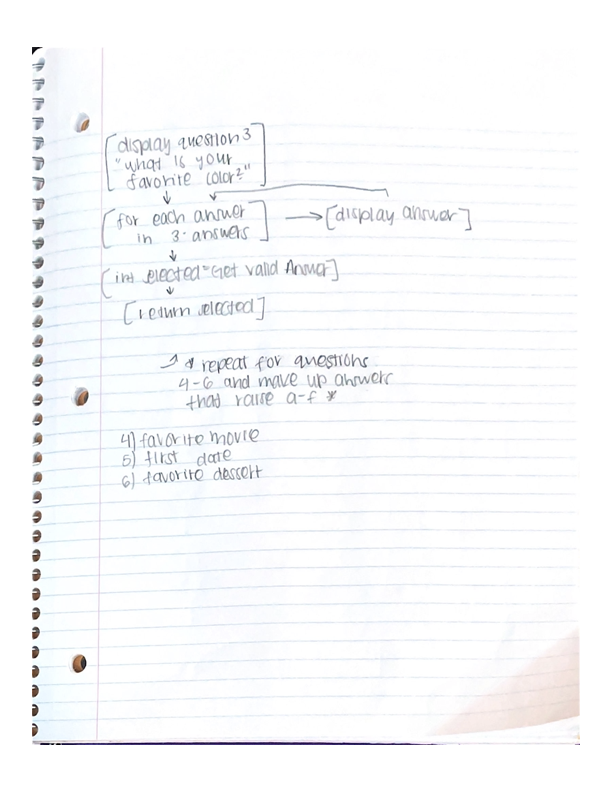 display question 3
"what is your
favorite color?"
for each answer
in 3 answers
display answer
int selected = Get valid Answer
return selected
* repeat for questions
4-6 and make up answers
that raise a-f *
4) favorite movie
5) first date
6) favorite dessert